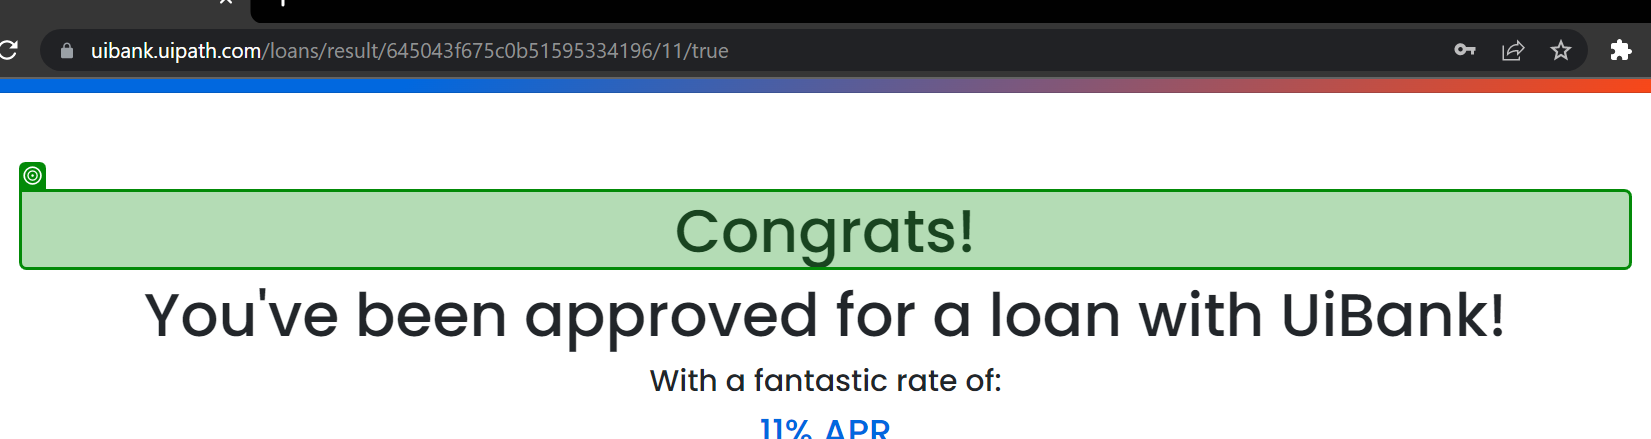 uibank.uipath.com/loans/result/645043f675c0b51595334196/11/true
Congrats!
You've been approved for a loan with UiBank!
With a fantastic rate of:
11% APR